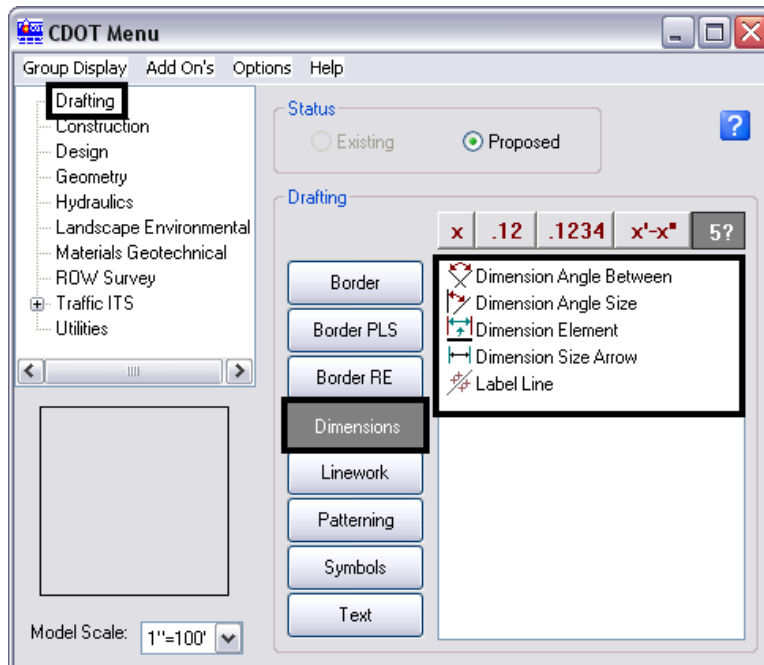 CDOT Menu
Group Display Add On's Options Help
Drafting
Construction
Design
Geometry
Hydraulics
Landscape Environmental
Materials Geotechnical
ROW Survey
Traffic ITS
Utilities
Model Scale: 1"=100'
Status
Existing Proposed
?
Drafting
x .12 .1234 x'-x" 5?
Border
Border PLS
Border RE
Dimensions
Linework
Patterning
Symbols
Text
Dimension Angle Between
Dimension Angle Size
Dimension Element
Dimension Size Arrow
Label Line